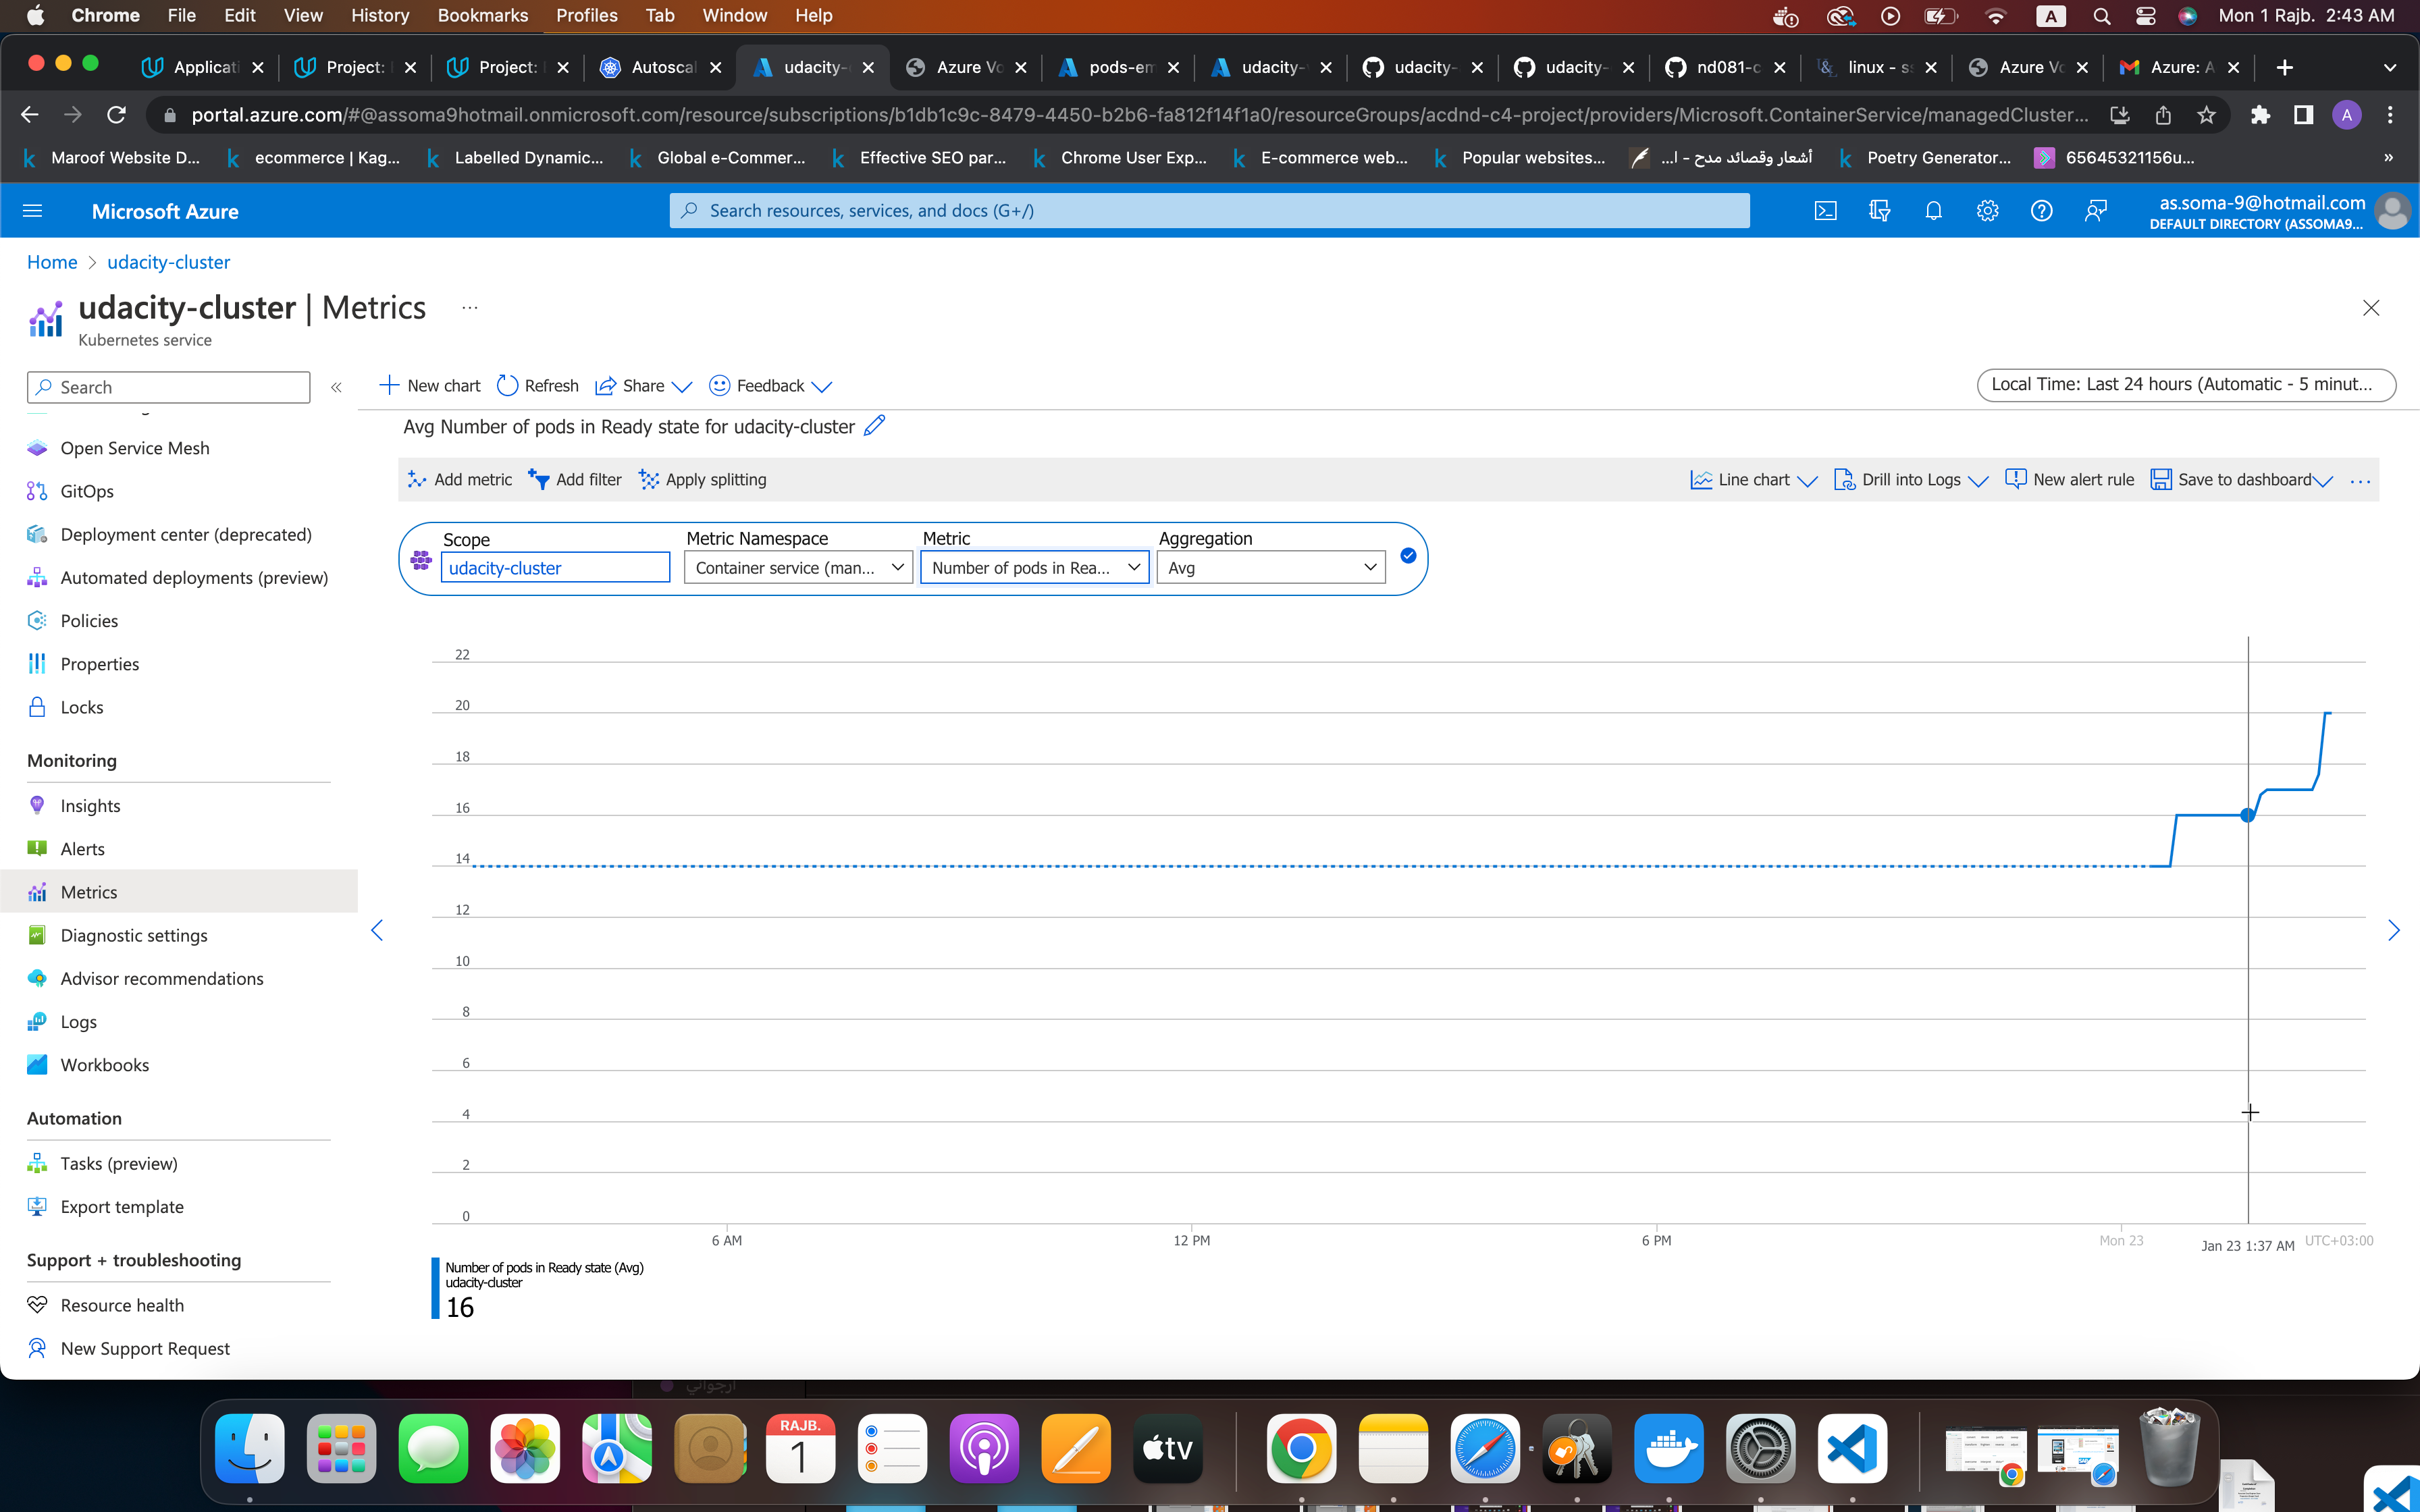 Chrome File Edit View History Bookmarks Profiles Tab Window Help A Mon 1 Rajb. 2:43 AM
Applicati Project: Project: Autoscal udacity- Azure Vo pods-em udacity- udacity- udacity- nd081-c linux - ss Azure Vo Azure: A
portal.azure.com/#@assoma9hotmail.onmicrosoft.com/resource/subscriptions/b1db1c9c-8479-4450-b2b6-fa812f14f1a0/resourceGroups/acdnd-c4-project/providers/Microsoft.ContainerService/managedCluster... A
Maroof Website D... ecommerce | Kag... Labelled Dynamic... Global e-Commer... Effective SEO par... Chrome User Exp... E-commerce web... Popular websites... أشعار وقصائد مدح - ا... Poetry Generator... 65645321156u... »
Microsoft Azure Search resources, services, and docs (G+/) as.soma-9@hotmail.com
DEFAULT DIRECTORY (ASSOMA9...
Home > udacity-cluster
udacity-cluster | Metrics ...
Kubernetes service
Search «
New chart Refresh Share Feedback Local Time: Last 24 hours (Automatic - 5 minut...
Open Service Mesh
GitOps
Deployment center (deprecated)
Automated deployments (preview)
Policies
Properties
Locks
Monitoring
Insights
Alerts
Metrics
Diagnostic settings
Advisor recommendations
Logs
Workbooks
Automation
Tasks (preview)
Export template
Support + troubleshooting
Resource health
New Support Request
Avg Number of pods in Ready state for udacity-cluster
Add metric Add filter Apply splitting Line chart Drill into Logs New alert rule Save to dashboard ...
Scope Metric Namespace Metric Aggregation
udacity-cluster Container service (man... Number of pods in Rea... Avg
22
20
18
16
14
12
10
8
6
4
2
0
6 AM 12 PM 6 PM Mon 23 Jan 23 1:37 AM UTC+03:00
Number of pods in Ready state (Avg)
udacity-cluster
16
أرجواني
RAJB.
1
tv